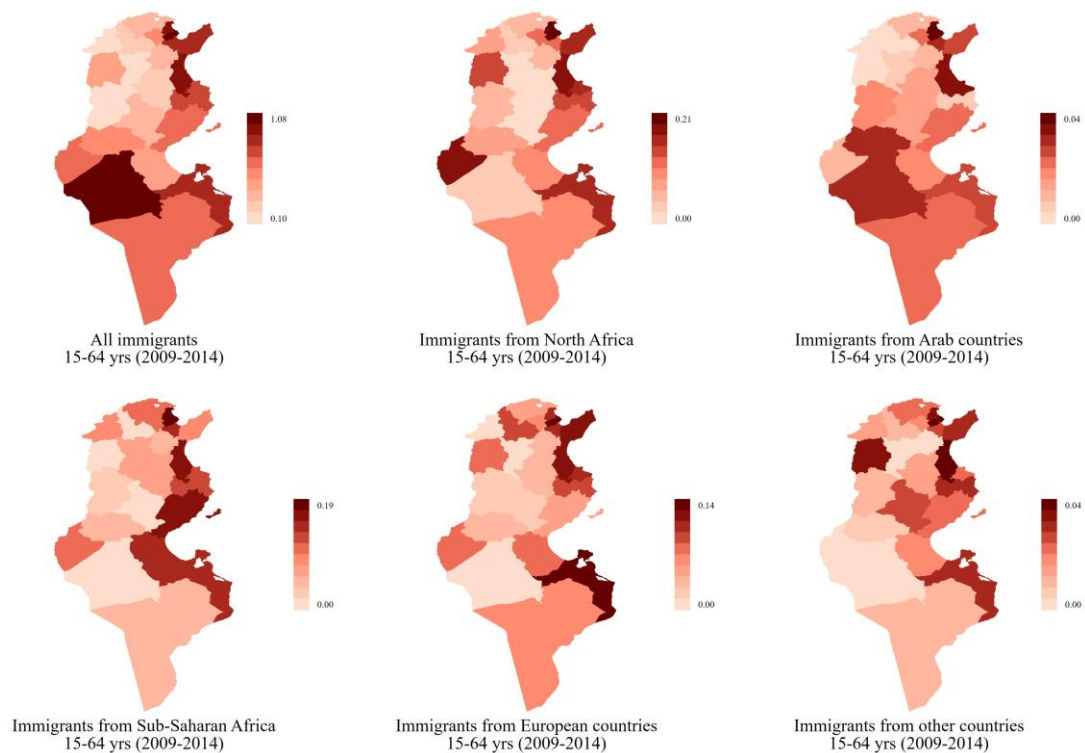 1.08
0.10
All immigrants
15-64 yrs (2009-2014)
0.21
0.00
Immigrants from North Africa
15-64 yrs (2009-2014)
0.04
0.00
Immigrants from Arab countries
15-64 yrs (2009-2014)
0.19
0.00
Immigrants from Sub-Saharan Africa
15-64 yrs (2009-2014)
0.14
0.00
Immigrants from European countries
15-64 yrs (2009-2014)
0.04
0.00
Immigrants from other countries
15-64 yrs (2009-2014)